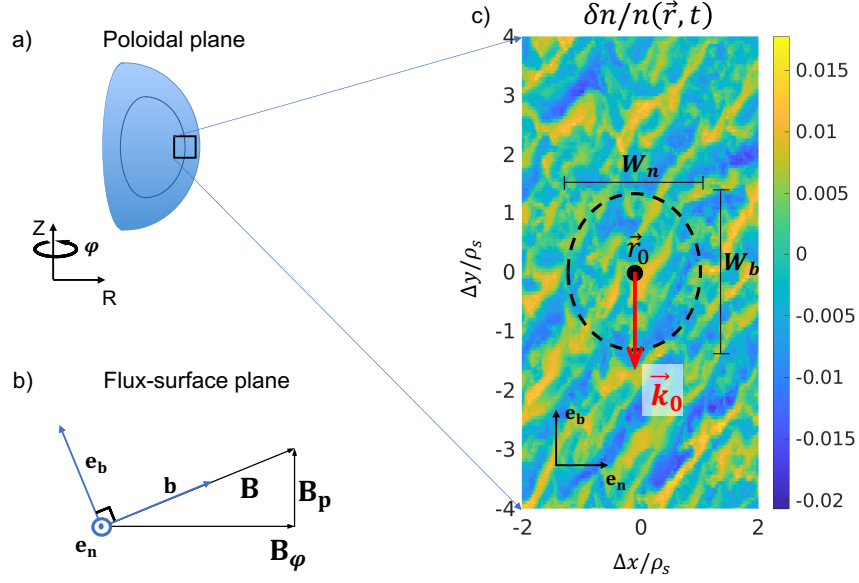 a) Poloidal plane
Z
φ
R
b) Flux-surface plane
e_b
b
B
B_p
e_n
B_φ
c) δn/n(r⃗, t)
4
3
2
1
0
-1
-2
-3
-4
Δy/ρ_s
W_n
r⃗_0
W_b
k⃗_0
e_b
e_n
-2
0
2
Δx/ρ_s
0.015
0.01
0.005
0
-0.005
-0.01
-0.015
-0.02